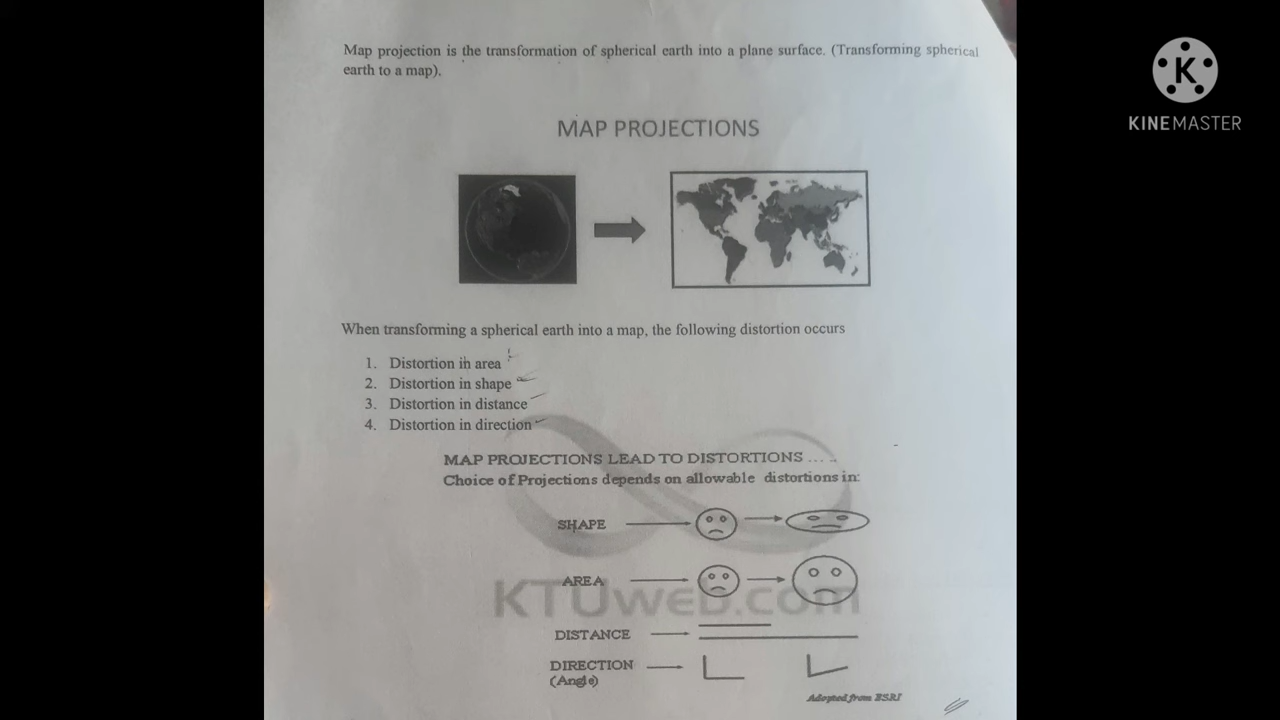 Map projection is the transformation of spherical earth into a plane surface. (Transforming spherical
earth to a map).
K
KINEMASTER
MAP PROJECTIONS
When transforming a spherical earth into a map, the following distortion occurs
1. Distortion in area
2. Distortion in shape
3. Distortion in distance
4. Distortion in direction
MAP PROJECTIONS LEAD TO DISTORTIONS .... ..
Choice of Projections depends on allowable distortions in:
SHAPE
AREA
KTUweb.com
DISTANCE
DIRECTION
(Angle)
Adopted from ESRI